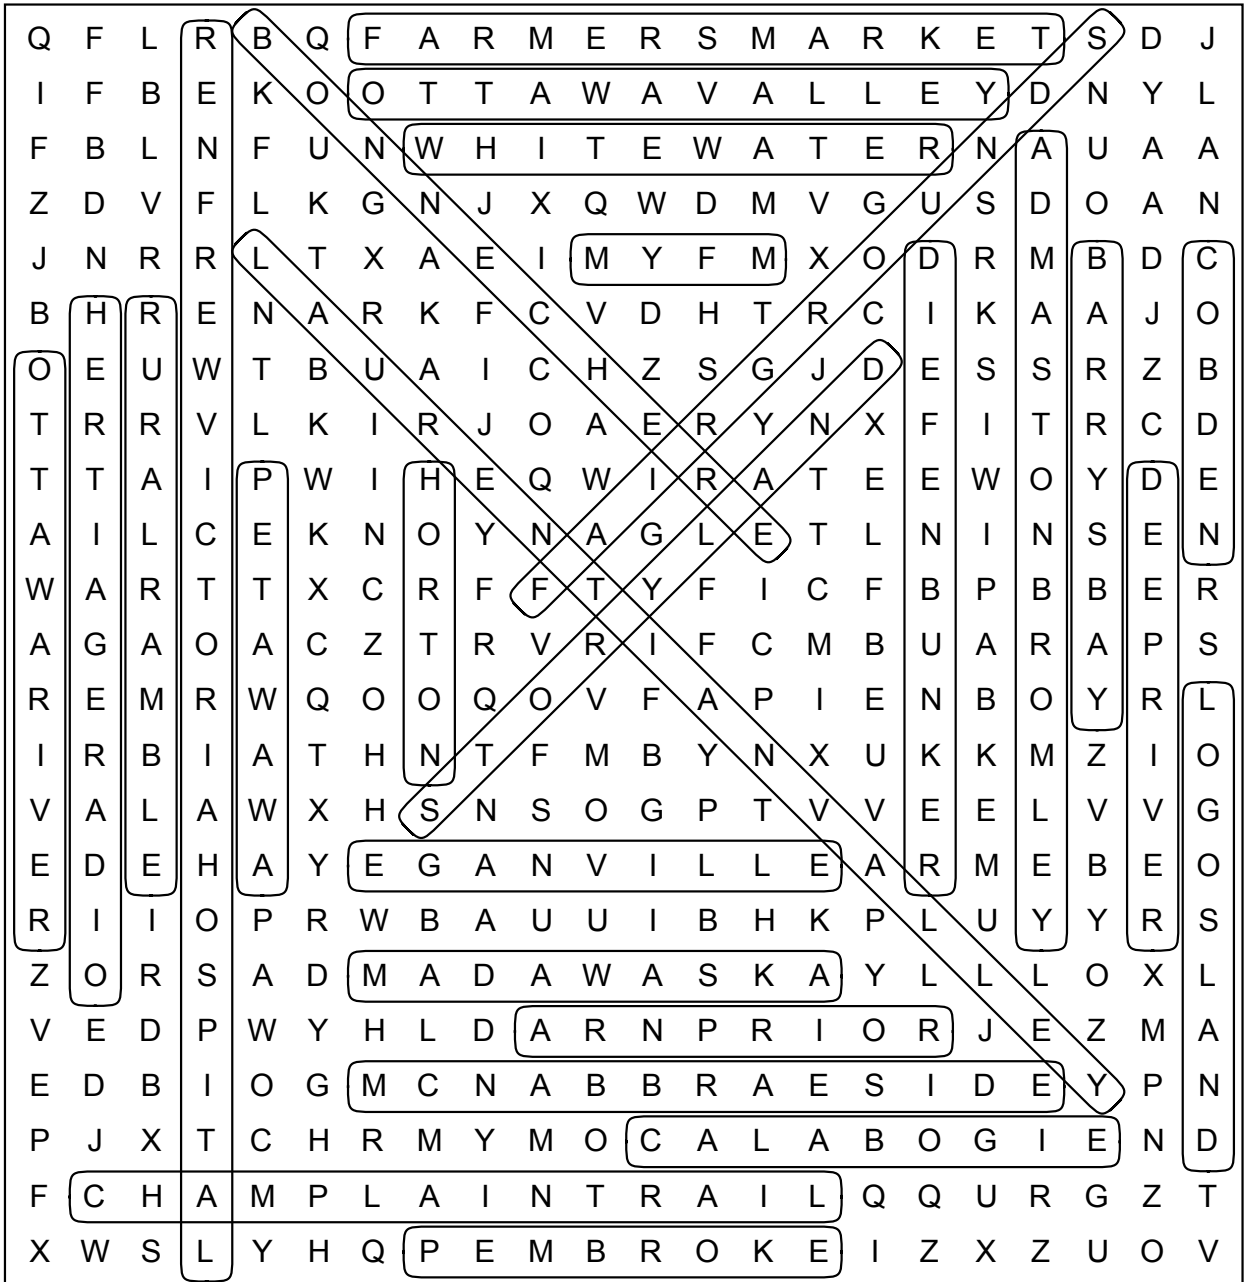 Q F L R B Q F A R M E R S M A R K E T S D J
I F B E K O O T T A W A V A L L E Y D N Y L
F B L N F U N W H I T E W A T E R N A U A A
Z D V F L K G N J X Q W D M V G U S D O A N
J N R R L T X A E I M Y F M X O D R M B D C
B H R E N A R K F C V D H T R C I K A A J O
O E U W T B U A I C H Z S G J D E S S R Z B
T R R V L K I R J O A E R Y N X F I T R C D
T T A I P W I H E Q W I R A T E E W O Y D E
A I L C E K N O Y N A G L E T L N I N S E N
W A R T T X C R F F T Y F I C F B P B B E R
A G A O A C Z T R V R I F C M B U A R A P S
R E M R W Q O O Q O V F A P I E N B O Y R L
I R B I A T H N T F M B Y N X U K K M Z I O
V A L A W X H S N S O G P T V V E E L V V G
E D E H A Y E G A N V I L L E A R M E B E O
R I I O P R W B A U U I B H K P L U Y Y R S
Z O R S A D M A D A W A S K A Y L L L O X L
V E D P W Y H L D A R N P R I O R J E Z M A
E D B I O G M C N A B B R A E S I D E Y P N
P J X T C H R M Y M O C A L A B O G I E N D
F C H A M P L A I N T R A I L Q Q U R G Z T
X W S L Y H Q P E M B R O K E I Z X Z U O V